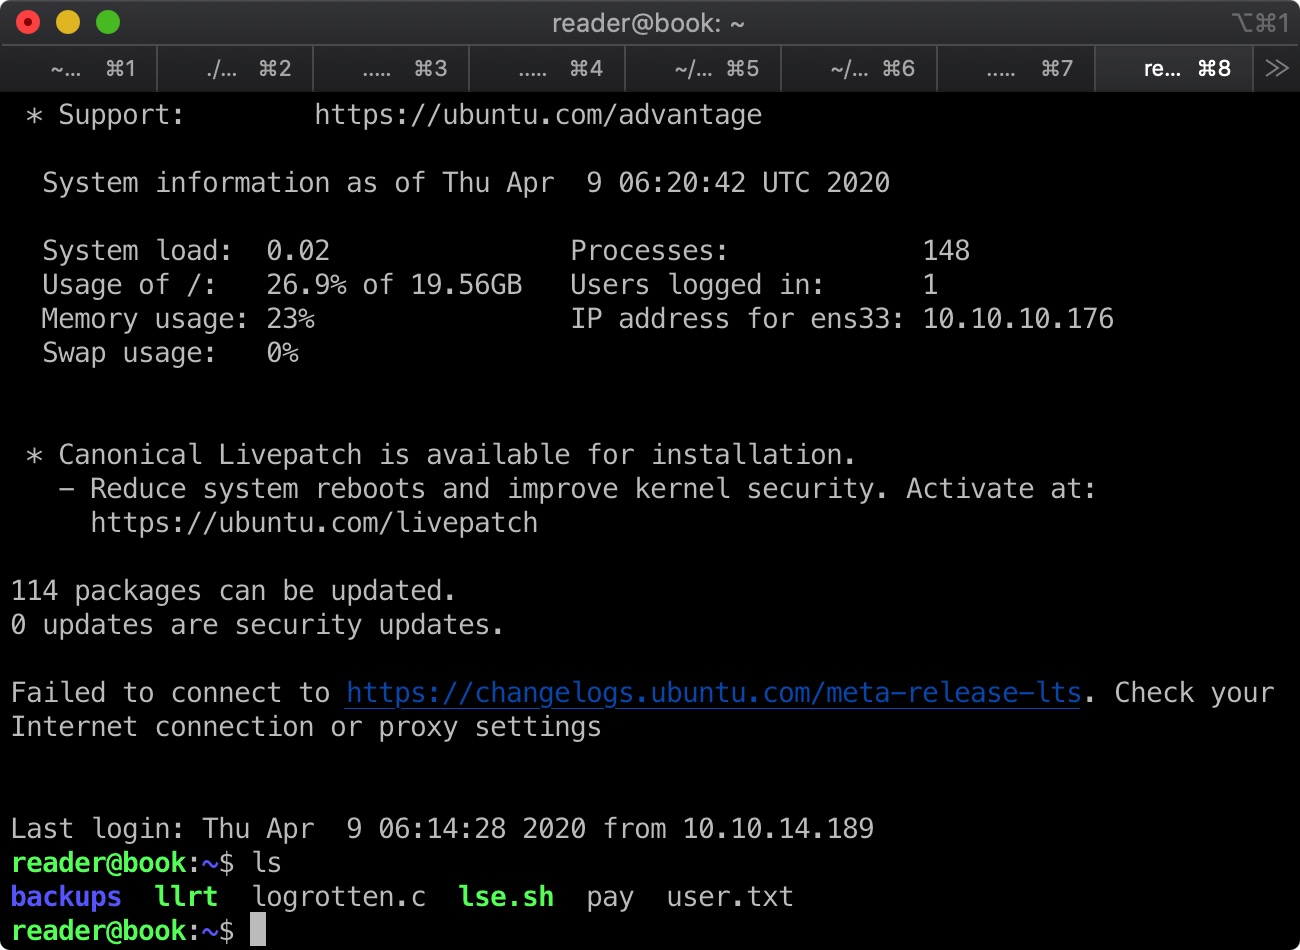 reader@book: ~ ⌥⌘1
~... ⌘1 ./... ⌘2 ..... ⌘3 ..... ⌘4 ~/... ⌘5 ~/... ⌘6 ..... ⌘7 re... ⌘8 >>
* Support: https://ubuntu.com/advantage
System information as of Thu Apr  9 06:20:42 UTC 2020
System load: 0.02 Processes: 148
Usage of /: 26.9% of 19.56GB Users logged in: 1
Memory usage: 23% IP address for ens33: 10.10.10.176
Swap usage: 0%
* Canonical Livepatch is available for installation.
- Reduce system reboots and improve kernel security. Activate at:
https://ubuntu.com/livepatch
114 packages can be updated.
0 updates are security updates.
Failed to connect to https://changelogs.ubuntu.com/meta-release-lts. Check your
Internet connection or proxy settings
Last login: Thu Apr  9 06:14:28 2020 from 10.10.14.189
reader@book:~$ ls
backups llrt logrotten.c lse.sh pay user.txt
reader@book:~$